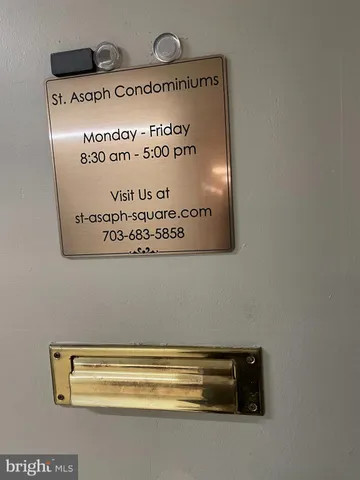 St. Asaph Condominiums
Monday - Friday
8:30 am - 5:00 pm
Visit Us at
st-asaph-square.com
703-683-5858
bright MLS